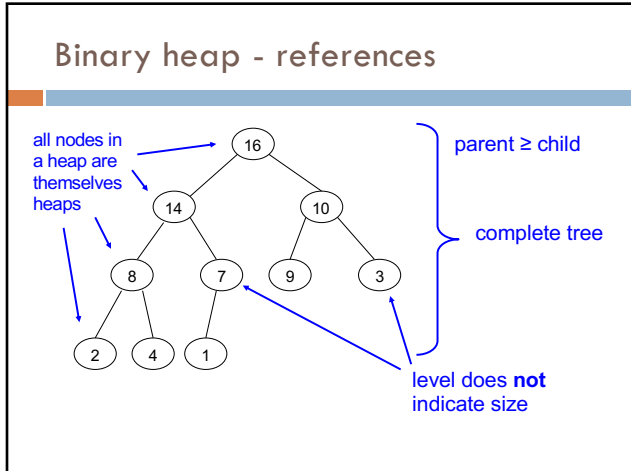 Binary heap - references
all nodes in
a heap are
themselves
heaps
16
parent ≥ child
14
10
complete tree
8
7
9
3
2
4
1
level does not
indicate size